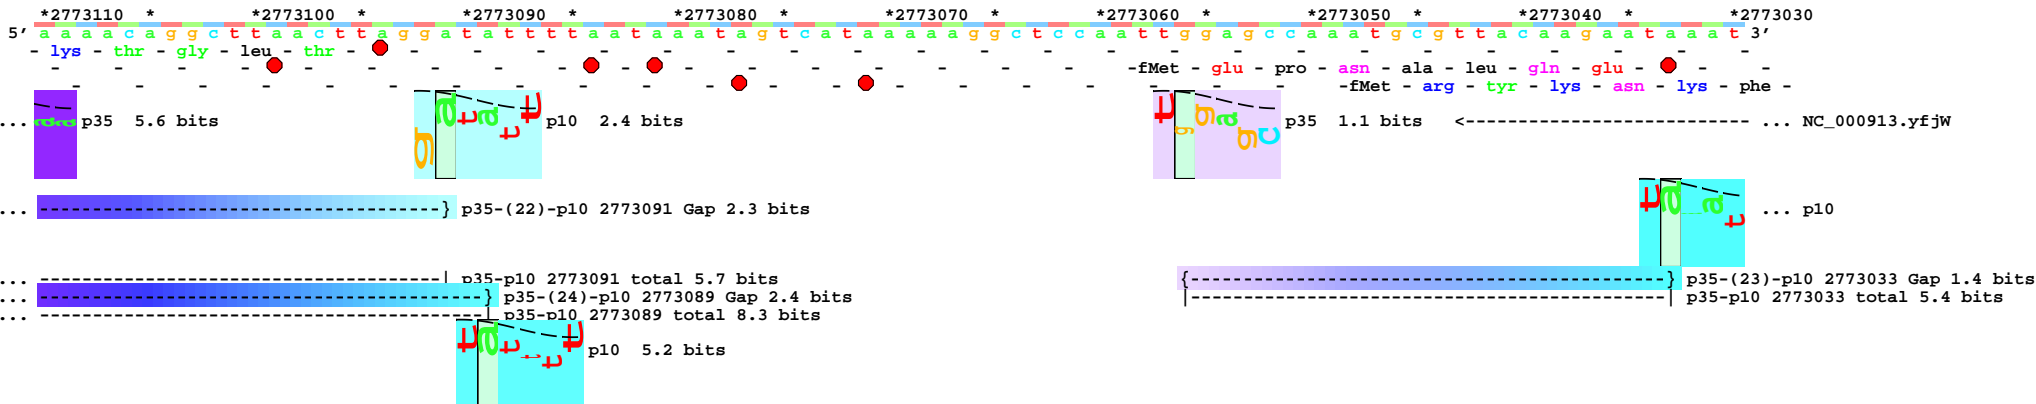 *2773110 * *2773100 * *2773090 * *2773080 * *2773070 * *2773060 * *2773050 * *2773040 * *2773030
5' a a a a c a g g c t t a a c t t a g g a t a t t t t a a t a a a t a g t c a t a a a a a g g c t c c a a t t g g a g c c a a a t g c g t t a c a a g a a t a a a t 3'
- lys - thr - gly - leu - thr -
-fMet - glu - pro - asn - ala - leu - gln - glu -
-fMet - arg - tyr - lys - asn - lys - phe -
... p35 5.6 bits g a t a t t p10 2.4 bits t g g a g c p35 1.1 bits <---------------------------- ... NC_000913.yfjW
... --------------------------------------} p35-(22)-p10 2773091 Gap 2.3 bits t a a t ... p10
... --------------------------------------| p35-p10 2773091 total 5.7 bits {---------------------------------------------} p35-(23)-p10 2773033 Gap 1.4 bits
... ------------------------------------------} p35-(24)-p10 2773089 Gap 2.4 bits |---------------------------------------------| p35-p10 2773033 total 5.4 bits
... ------------------------------------------| p35-p10 2773089 total 8.3 bits
t a t t t t p10 5.2 bits